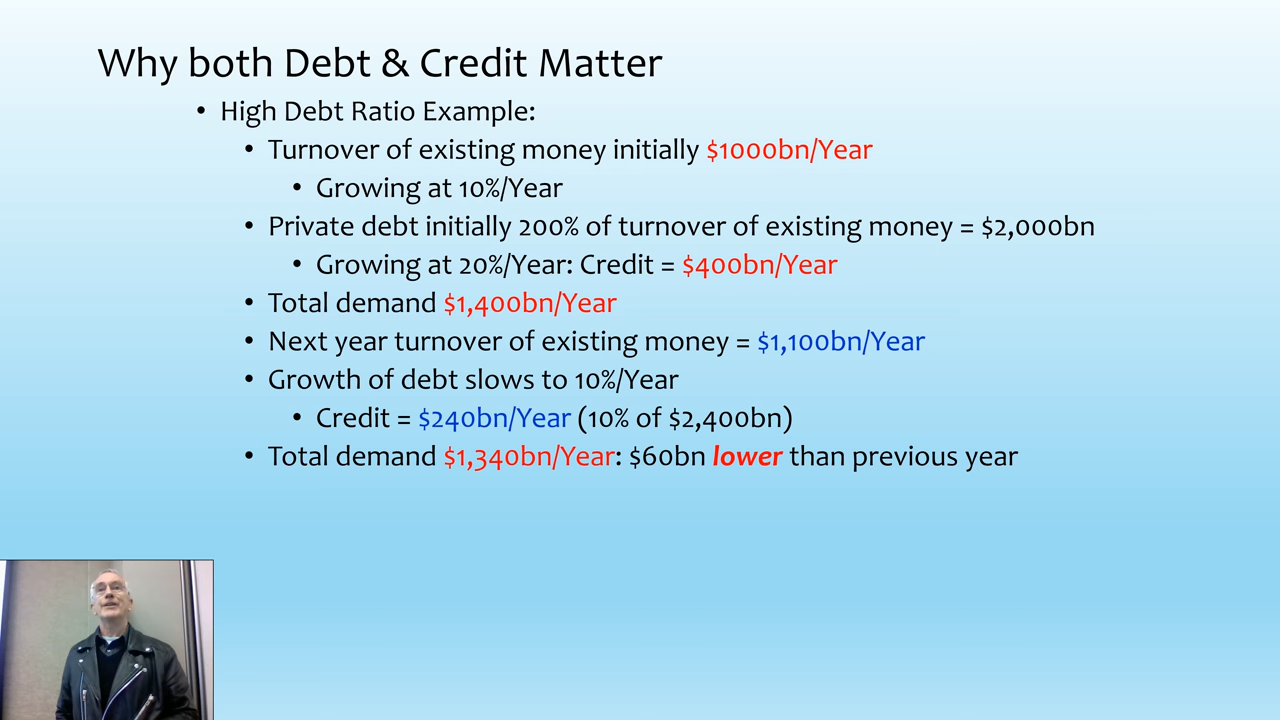 Why both Debt & Credit Matter
• High Debt Ratio Example:
• Turnover of existing money initially $1000bn/Year
• Growing at 10%/Year
• Private debt initially 200% of turnover of existing money = $2,000bn
• Growing at 20%/Year: Credit = $400bn/Year
• Total demand $1,400bn/Year
• Next year turnover of existing money = $1,100bn/Year
• Growth of debt slows to 10%/Year
• Credit = $240bn/Year (10% of $2,400bn)
• Total demand $1,340bn/Year: $60bn lower than previous year